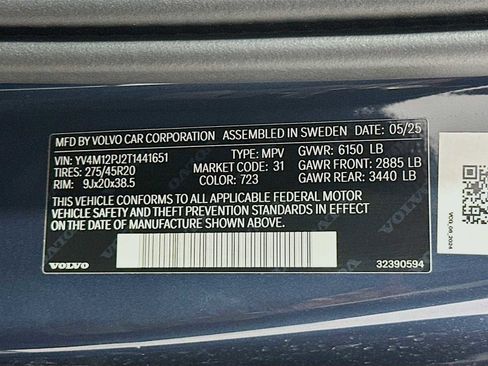 MFD. BY VOLVO CAR CORPORATION ASSEMBLED IN SWEDEN 05/25
VIN: YV4M12PJ2T1441651 TYPE: MPV GVWR: 6150 LB
TIRES: 275/45R20 MARKET CODE: 31 GAWR FRONT: 2885 LB
RIM: 9Jx20x38.5 COLOR: 723 GAWR REAR: 3440 LB
THIS VEHICLE CONFORMS TO ALL APPLICABLE FEDERAL MOTOR
VEHICLE SAFETY AND THEFT PREVENTION STANDARDS IN EFFECT
ON THE DATE OF MANUFACTURE SHOWN ABOVE.
VOLVO 32390594